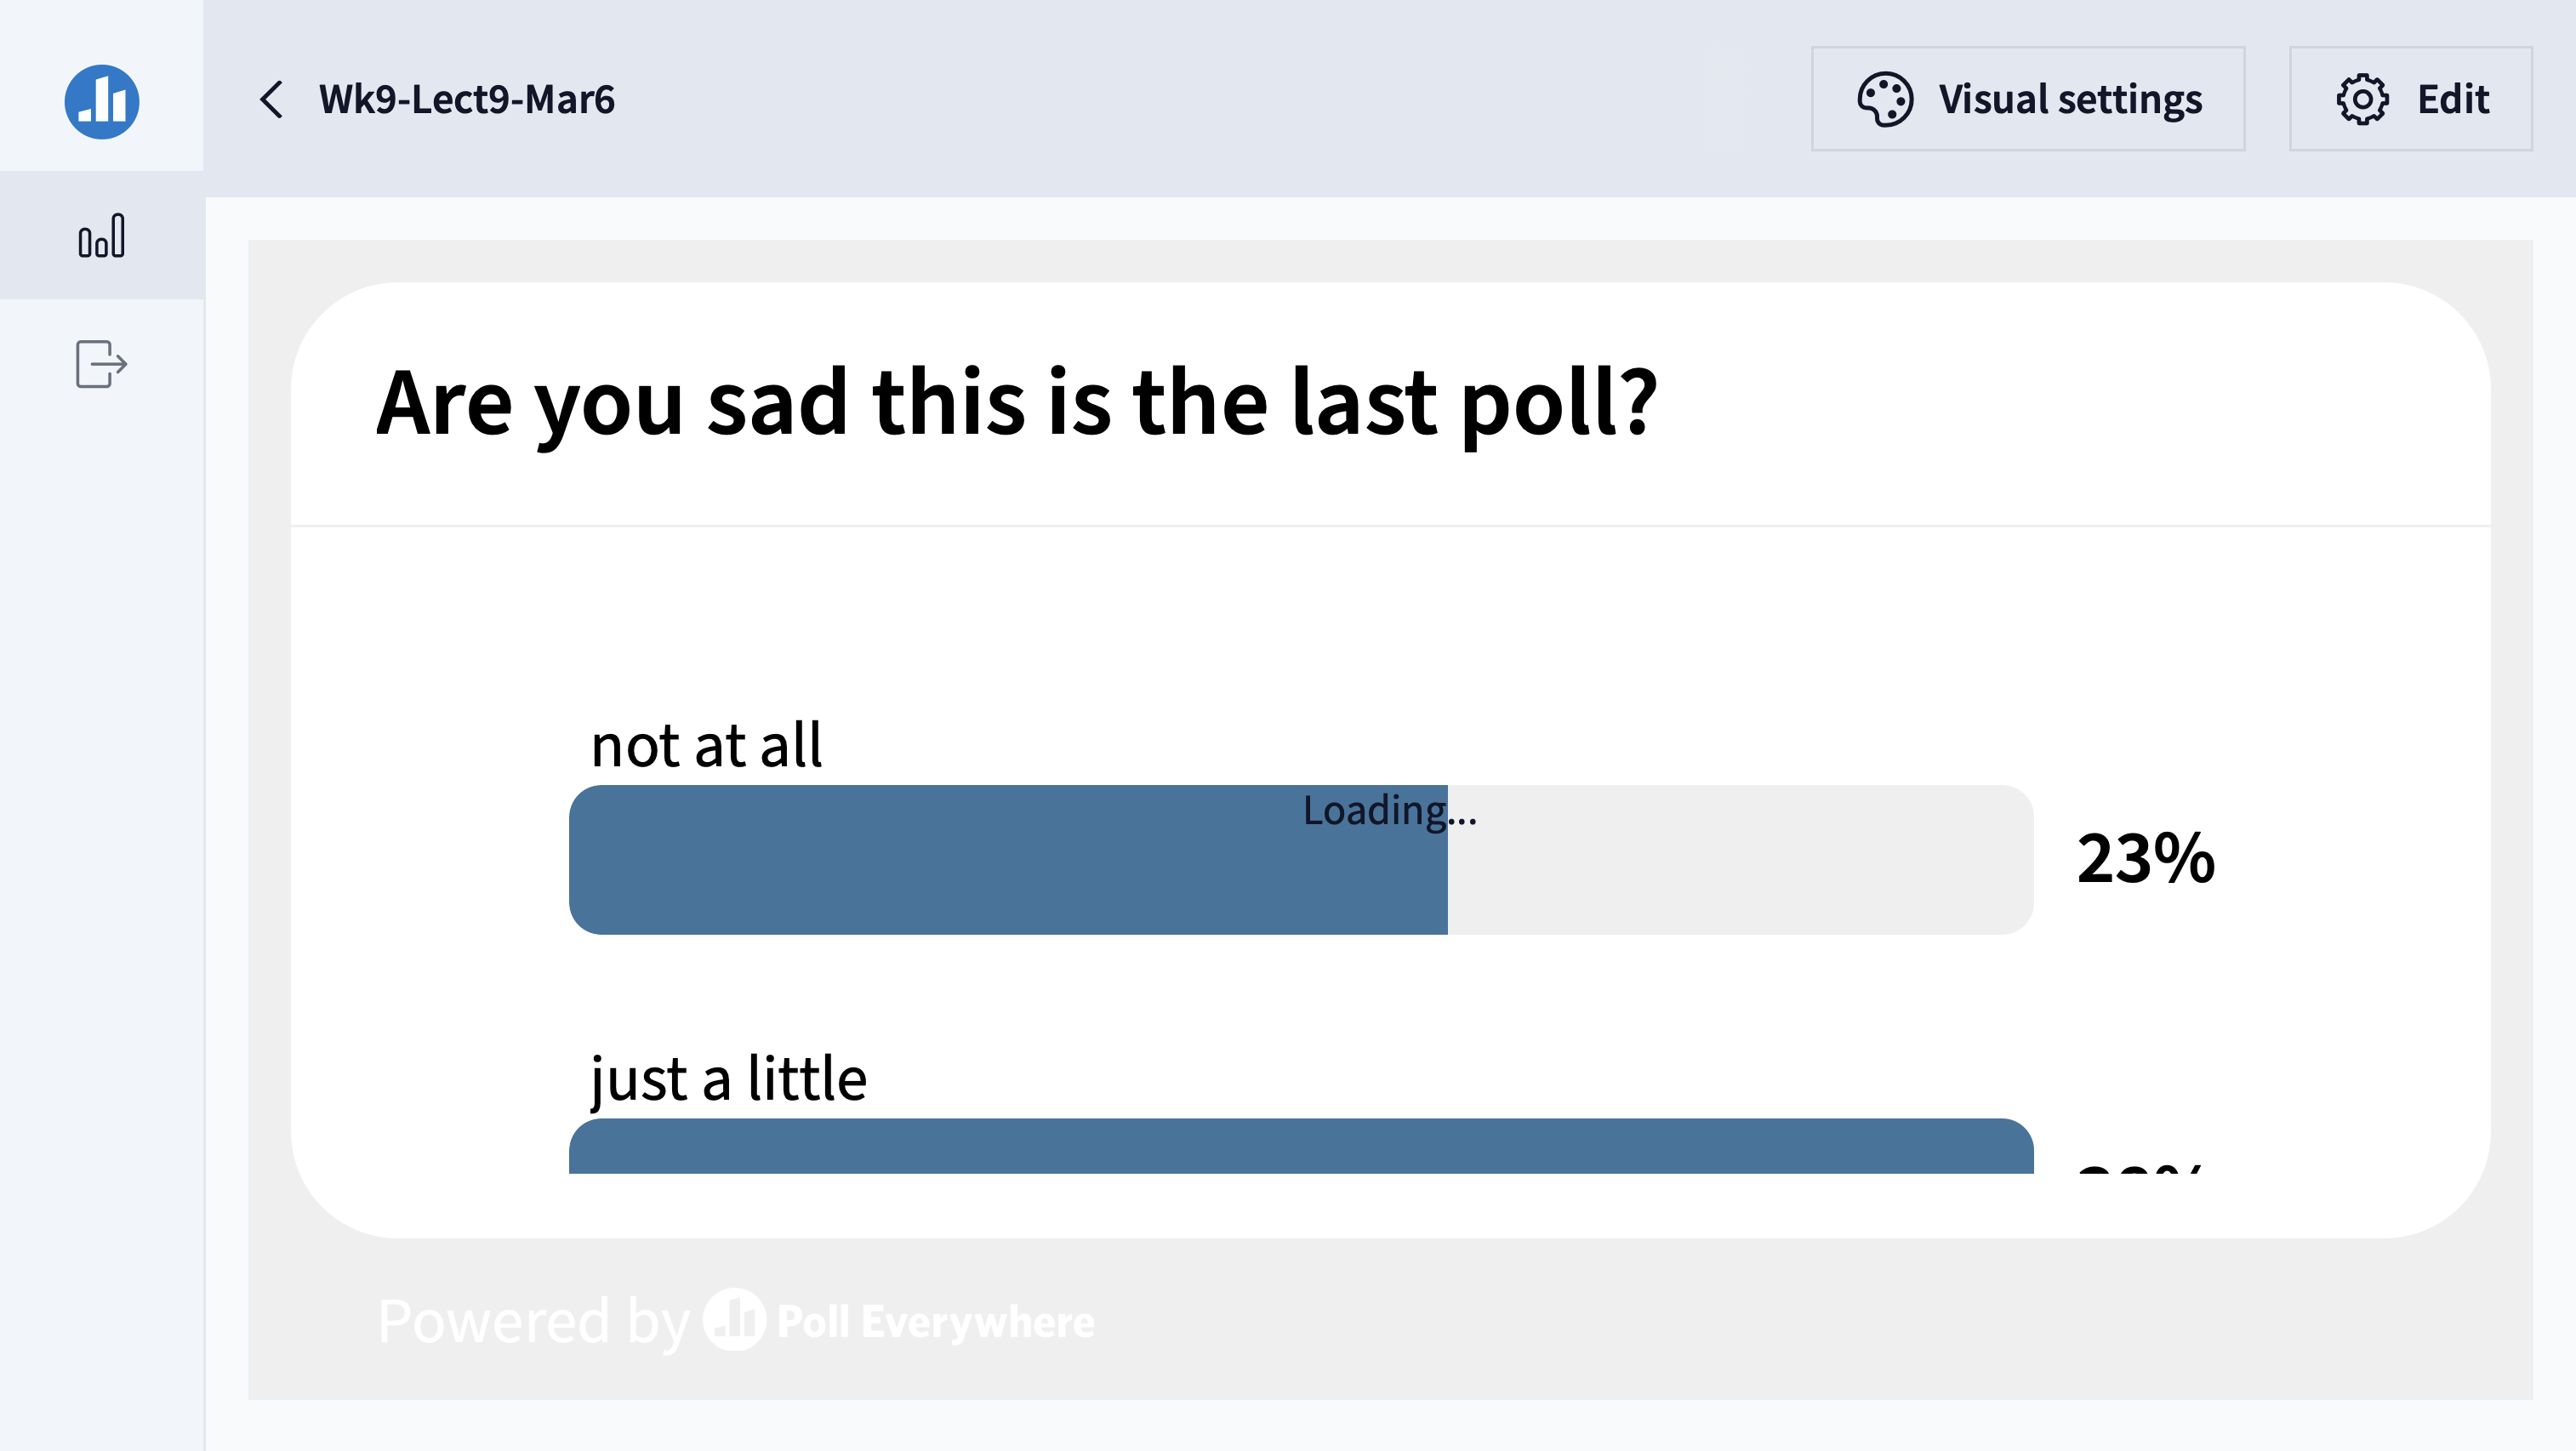 Wk9-Lect9-Mar6
Visual settings
Edit
Are you sad this is the last poll?
not at all
Loading...
23%
just a little
Powered by Poll Everywhere